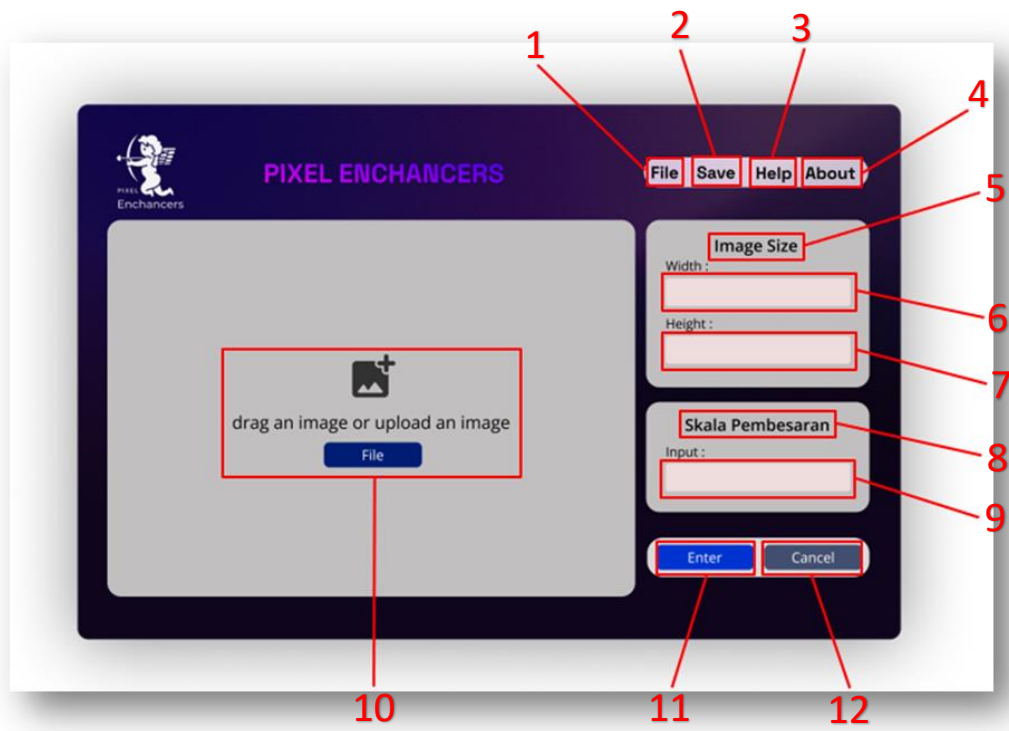 1
2
3
4
PIXEL
Enchancers
PIXEL ENCHANCERS
File Save Help About
5
Image Size
Width :
6
Height :
7
drag an image or upload an image
File
Skala Pembesaran
8
Input :
9
Enter Cancel
10
11
12